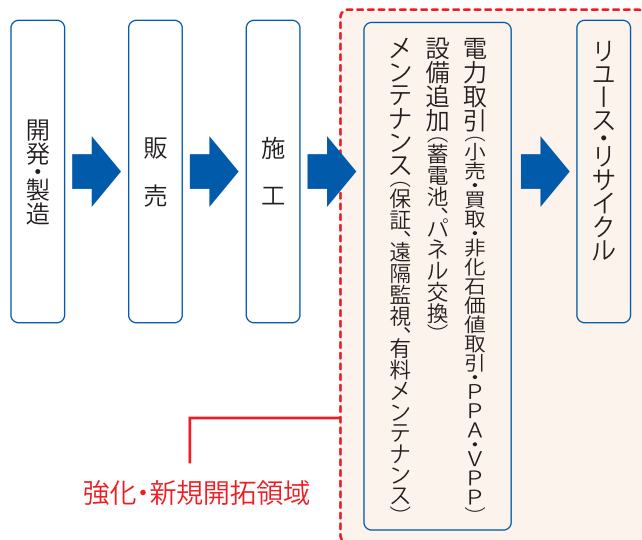 開発・製造
販売
施工
電力取引（小売・買取・非化石価値取引・ＰＰＡ・ＶＰＰ）
設備追加（蓄電池、パネル交換）
メンテナンス（保証、遠隔監視、有料メンテナンス）
リユース・リサイクル
強化・新規開拓領域